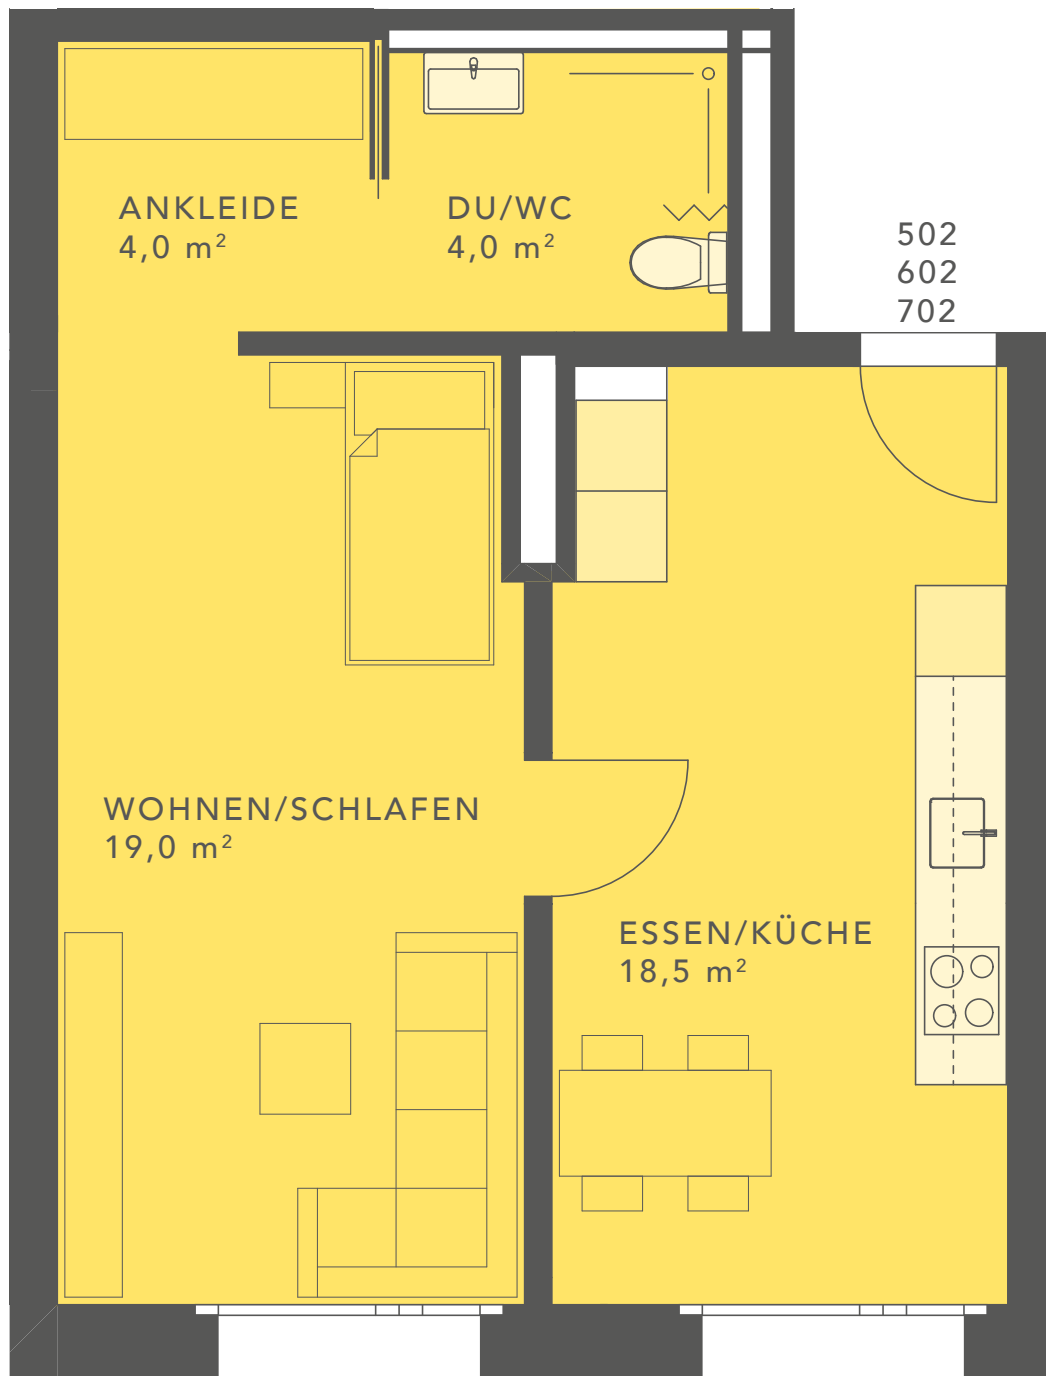 ANKLEIDE
4,0 m²
DU/WC
4,0 m²
502
602
702
WOHNEN/SCHLAFEN
19,0 m²
ESSEN/KÜCHE
18,5 m²